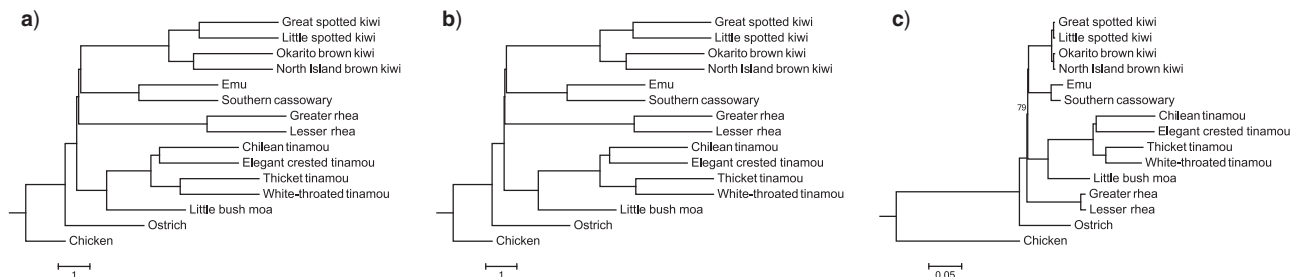 a)
Great spotted kiwi
Little spotted kiwi
Okarito brown kiwi
North Island brown kiwi
Emu
Southern cassowary
Greater rhea
Lesser rhea
Chilean tinamou
Elegant crested tinamou
Thicket tinamou
White-throated tinamou
Little bush moa
Ostrich
Chicken
1
b)
Great spotted kiwi
Little spotted kiwi
Okarito brown kiwi
North Island brown kiwi
Emu
Southern cassowary
Greater rhea
Lesser rhea
Chilean tinamou
Elegant crested tinamou
Thicket tinamou
White-throated tinamou
Little bush moa
Ostrich
Chicken
1
c)
Great spotted kiwi
Little spotted kiwi
Okarito brown kiwi
North Island brown kiwi
Emu
Southern cassowary
79
Chilean tinamou
Elegant crested tinamou
Thicket tinamou
White-throated tinamou
Little bush moa
Greater rhea
Lesser rhea
Ostrich
Chicken
0.05